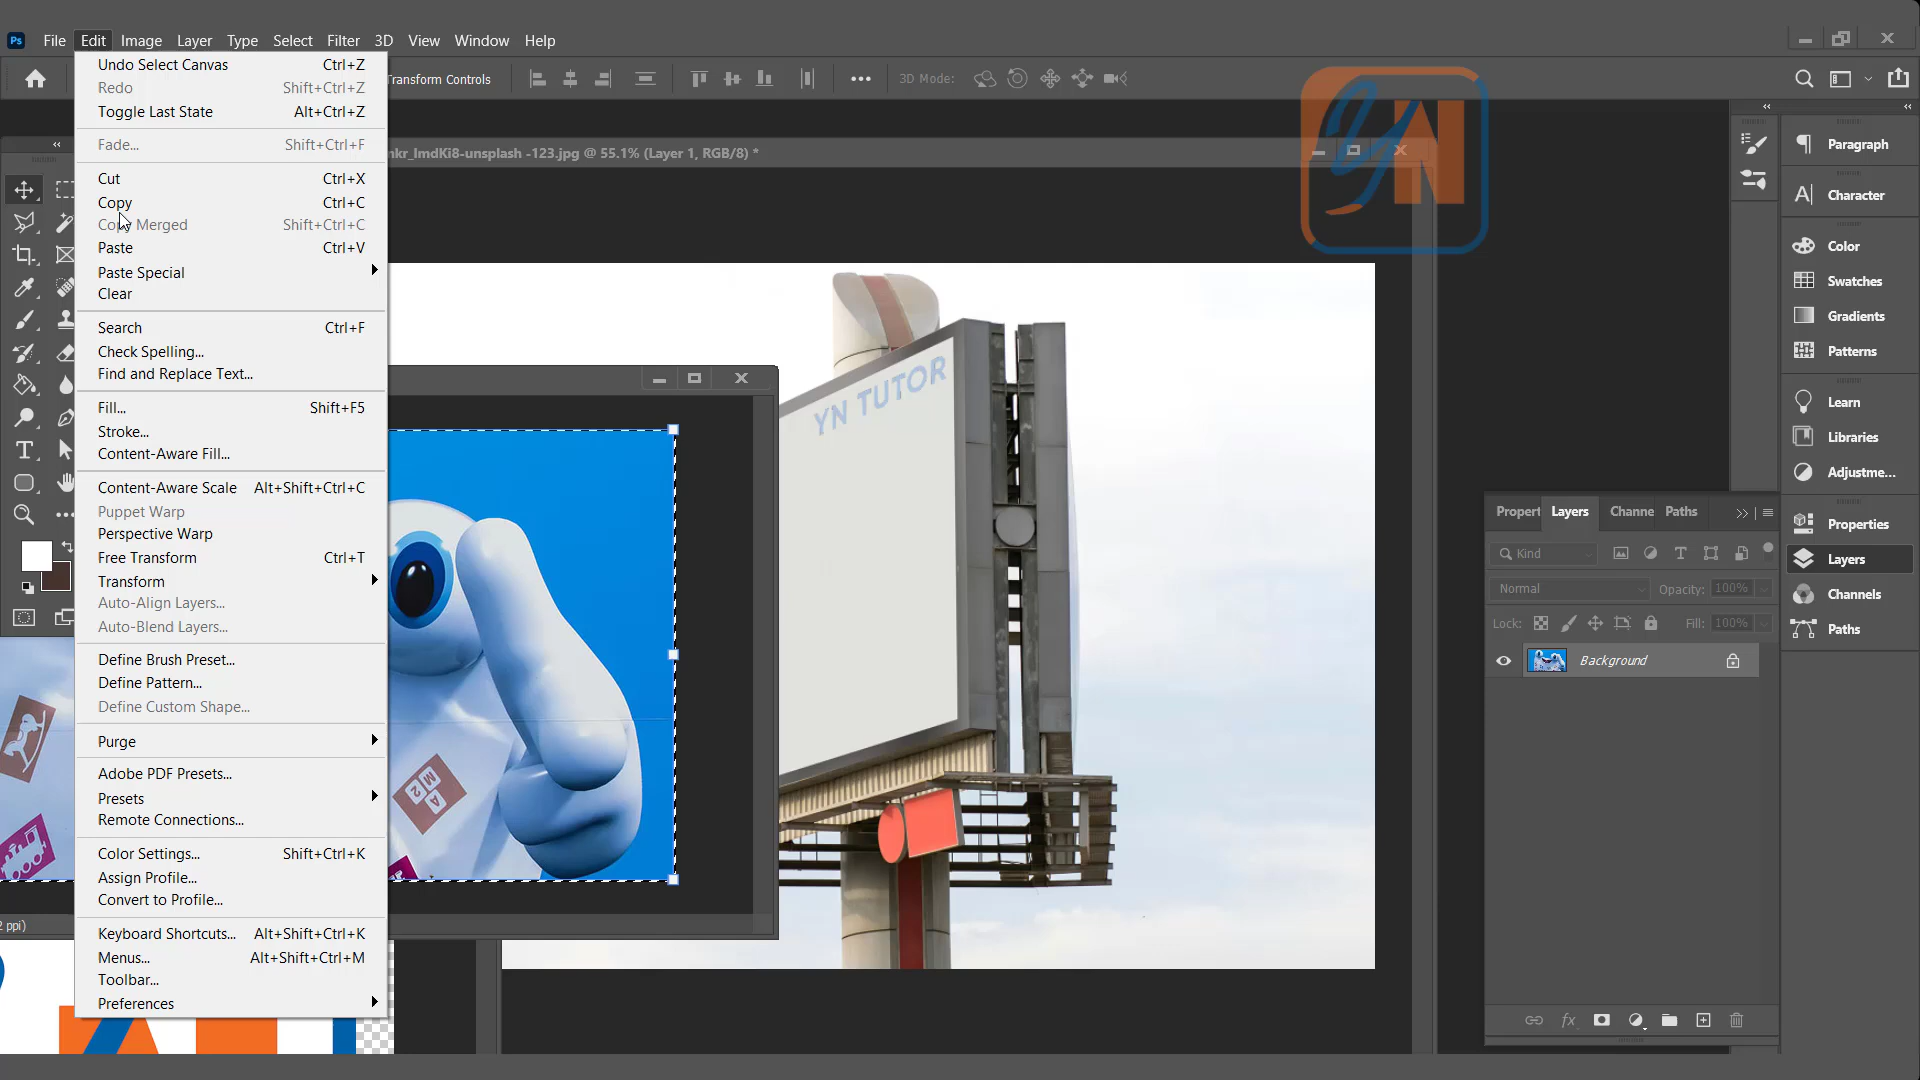 Ps File Edit Image Layer Type Select Filter 3D View Window Help
Undo Select Canvas Ctrl+Z
Redo Shift+Ctrl+Z
Toggle Last State Alt+Ctrl+Z
Fade... Shift+Ctrl+F
Cut Ctrl+X
Copy Ctrl+C
Copy Merged Shift+Ctrl+C
Paste Ctrl+V
Paste Special
Clear
Search Ctrl+F
Check Spelling...
Find and Replace Text...
Fill... Shift+F5
Stroke...
Content-Aware Fill...
Content-Aware Scale Alt+Shift+Ctrl+C
Puppet Warp
Perspective Warp
Free Transform Ctrl+T
Transform
Auto-Align Layers...
Auto-Blend Layers...
Define Brush Preset...
Define Pattern...
Define Custom Shape...
Purge
Adobe PDF Presets...
Presets
Remote Connections...
Color Settings... Shift+Ctrl+K
Assign Profile...
Convert to Profile...
Keyboard Shortcuts... Alt+Shift+Ctrl+K
Menus... Alt+Shift+Ctrl+M
Toolbar...
Preferences
Transform Controls
3D Mode:
-unsplash -123.jpg @ 55.1% (Layer 1, RGB/8) *
YN
YN TUTOR
A
M
2
2 ppi)
Paragraph
Character
Color
Swatches
Gradients
Patterns
Learn
Libraries
Adjustme...
Properties
Layers
Channels
Paths
Propert Layers Channe Paths
Kind
Normal Opacity: 100%
Lock: Fill: 100%
Background
fx